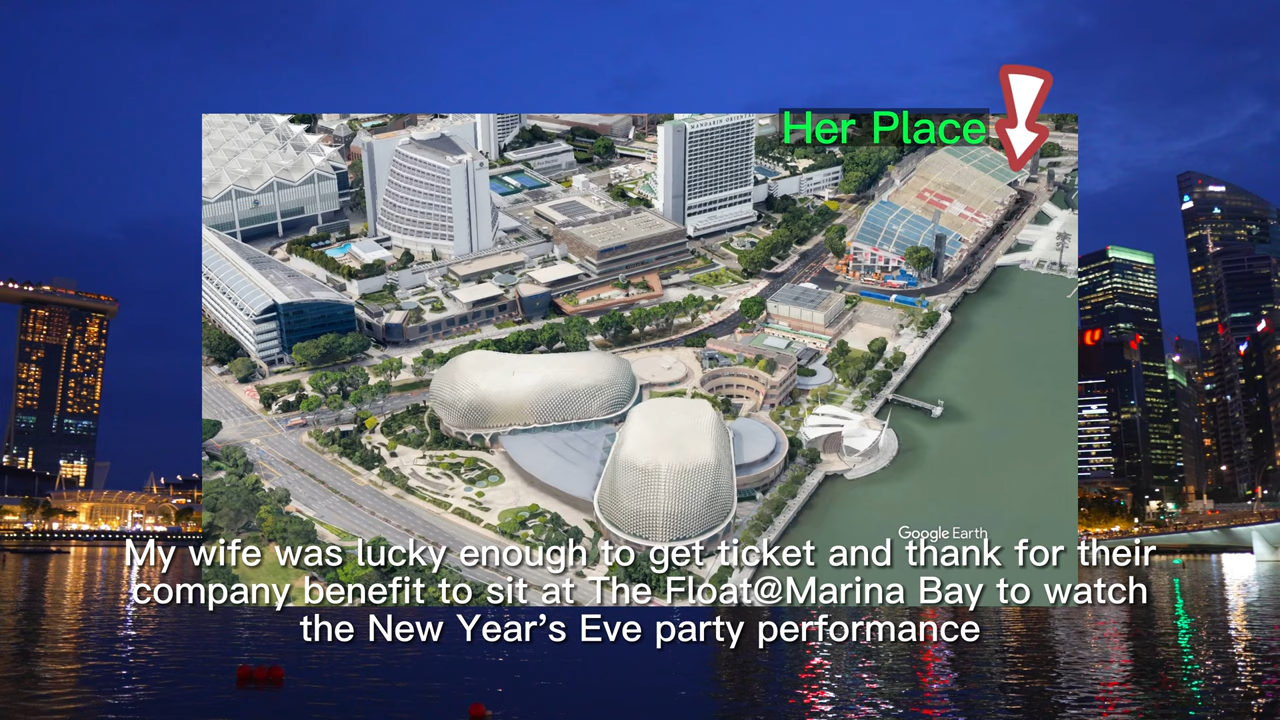 Her Place
MANDARIN ORIENTAL
Google Earth
My wife was lucky enough to get ticket and thank for their
company benefit to sit at The Float@Marina Bay to watch
the New Year’s Eve party performance